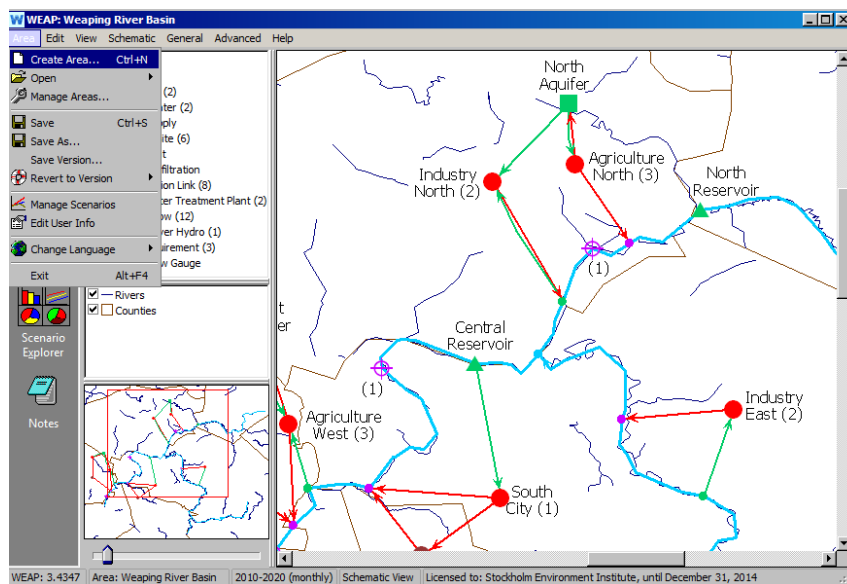 WEAP: Weaping River Basin
Area Edit View Schematic General Advanced Help
Create Area... Ctrl+N
Open
Manage Areas...
Save Ctrl+S
Save As...
Save Version...
Revert to Version
Manage Scenarios
Edit User Info
Change Language
Exit Alt+F4
(2)
ater (2)
pply
ite (6)
t
filtration
ion Link (8)
ter Treatment Plant (2)
ow (12)
ver Hydro (1)
uirement (3)
w Gauge
Rivers
Counties
Scenario
Explorer
Notes
North
Aquifer
Industry
North (2)
Agriculture
North (3)
North
Reservoir
(1)
Central
Reservoir
(1)
t
er
Agriculture
West (3)
Industry
East (2)
South
City (1)
WEAP: 3.4347 Area: Weaping River Basin 2010-2020 (monthly) Schematic View Licensed to: Stockholm Environment Institute, until December 31, 2014